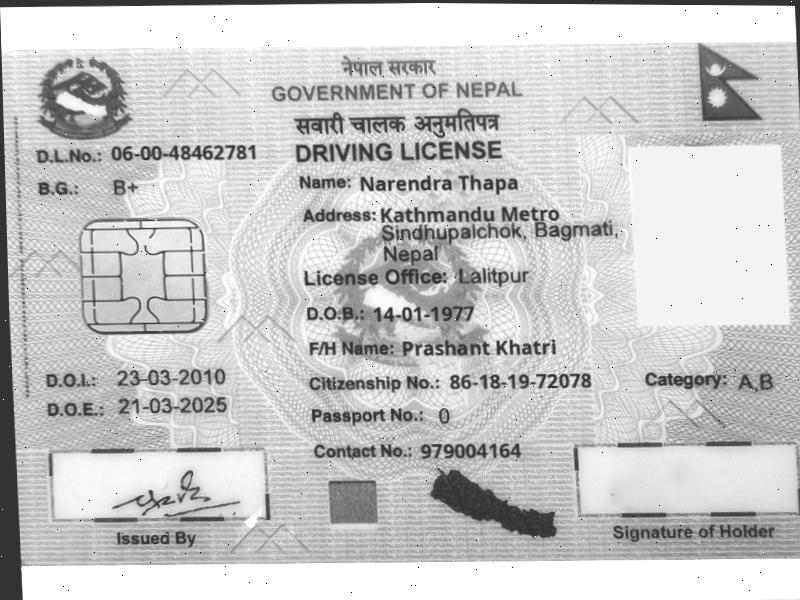 नेपाल सरकार
GOVERNMENT OF NEPAL
सवारी चालक अनुमतिपत्र
DRIVING LICENSE
D.L.No.: 06-00-48462781
B.G.: B+
Name: Narendra Thapa
Address: Kathmandu Metro
Sindhupalchok, Bagmati,
Nepal
License Office: Lalitpur
D.O.B.: 14-01-1977
F/H Name: Prashant Khatri
D.O.I.: 23-03-2010
Citizenship No.: 86-18-19-72078
Category: A,B
D.O.E.: 21-03-2025
Passport No.: 0
Contact No.: 979004164
Issued By
Signature of Holder